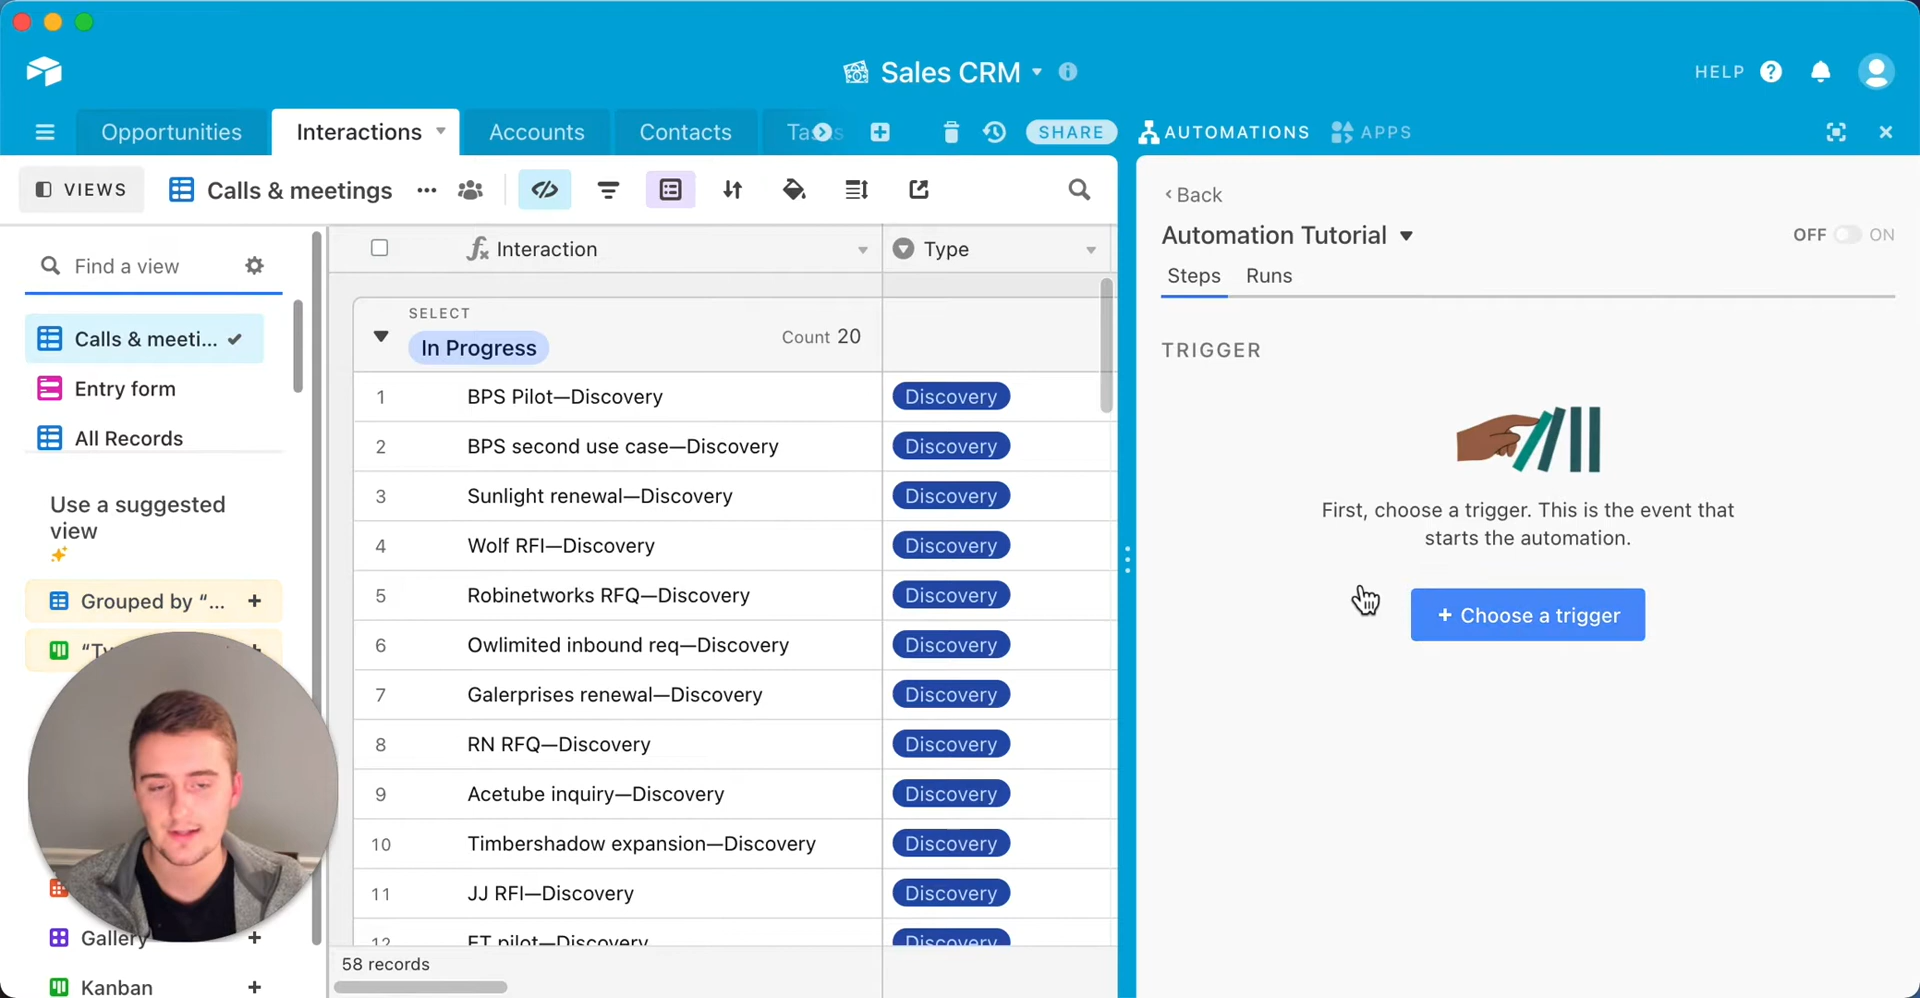 Sales CRM
HELP
Opportunities
Interactions
Accounts
Contacts
SHARE
AUTOMATIONS
APPS
VIEWS
Calls & meetings
Find a view
Calls & meeti...
Entry form
All Records
Use a suggested
view
Grouped by “...
Gallery
Kanban
Interaction
Type
SELECT
In Progress
Count 20
1 BPS Pilot—Discovery Discovery
2 BPS second use case—Discovery Discovery
3 Sunlight renewal—Discovery Discovery
4 Wolf RFI—Discovery Discovery
5 Robinetworks RFQ—Discovery Discovery
6 Owlimited inbound req—Discovery Discovery
7 Galerprises renewal—Discovery Discovery
8 RN RFQ—Discovery Discovery
9 Acetube inquiry—Discovery Discovery
10 Timbershadow expansion—Discovery Discovery
11 JJ RFI—Discovery Discovery
12 ET pilot—Discovery Discovery
58 records
Back
Automation Tutorial
OFF ON
Steps Runs
TRIGGER
First, choose a trigger. This is the event that
starts the automation.
+ Choose a trigger